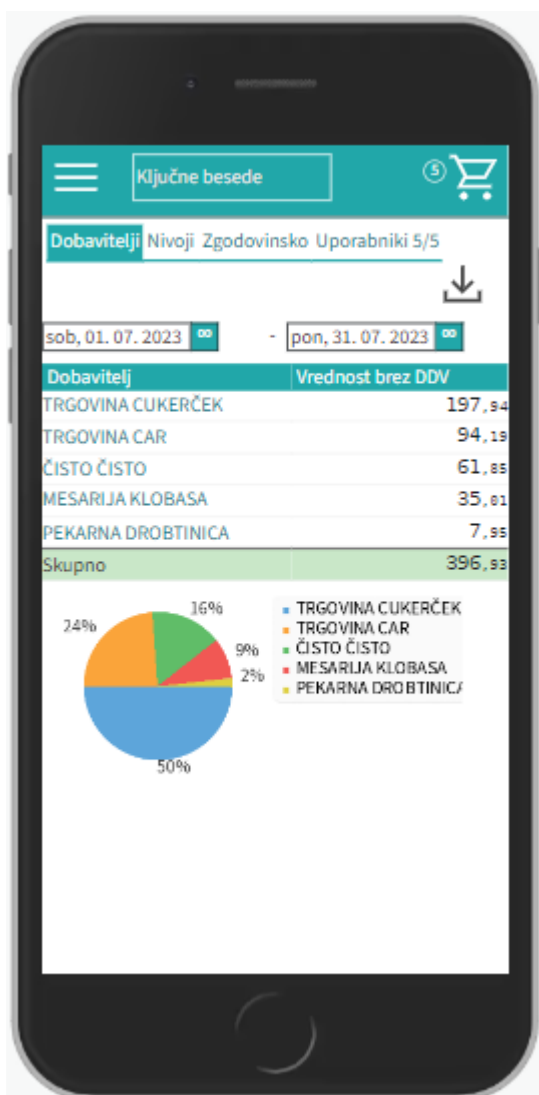 Ključne besede
5
Dobavitelji Nivoji Zgodovinsko Uporabniki 5/5
sob, 01. 07. 2023 - pon, 31. 07. 2023
Dobavitelj Vrednost brez DDV
TRGOVINA CUKERČEK 197,94
TRGOVINA CAR 94,19
ČISTO ČISTO 61,85
MESARIJA KLOBASA 35,01
PEKARNA DROBTINICA 7,95
Skupno 396,93
24%
16%
9%
2%
50%
TRGOVINA CUKERČEK
TRGOVINA CAR
ČISTO ČISTO
MESARIJA KLOBASA
PEKARNA DROBTINICA